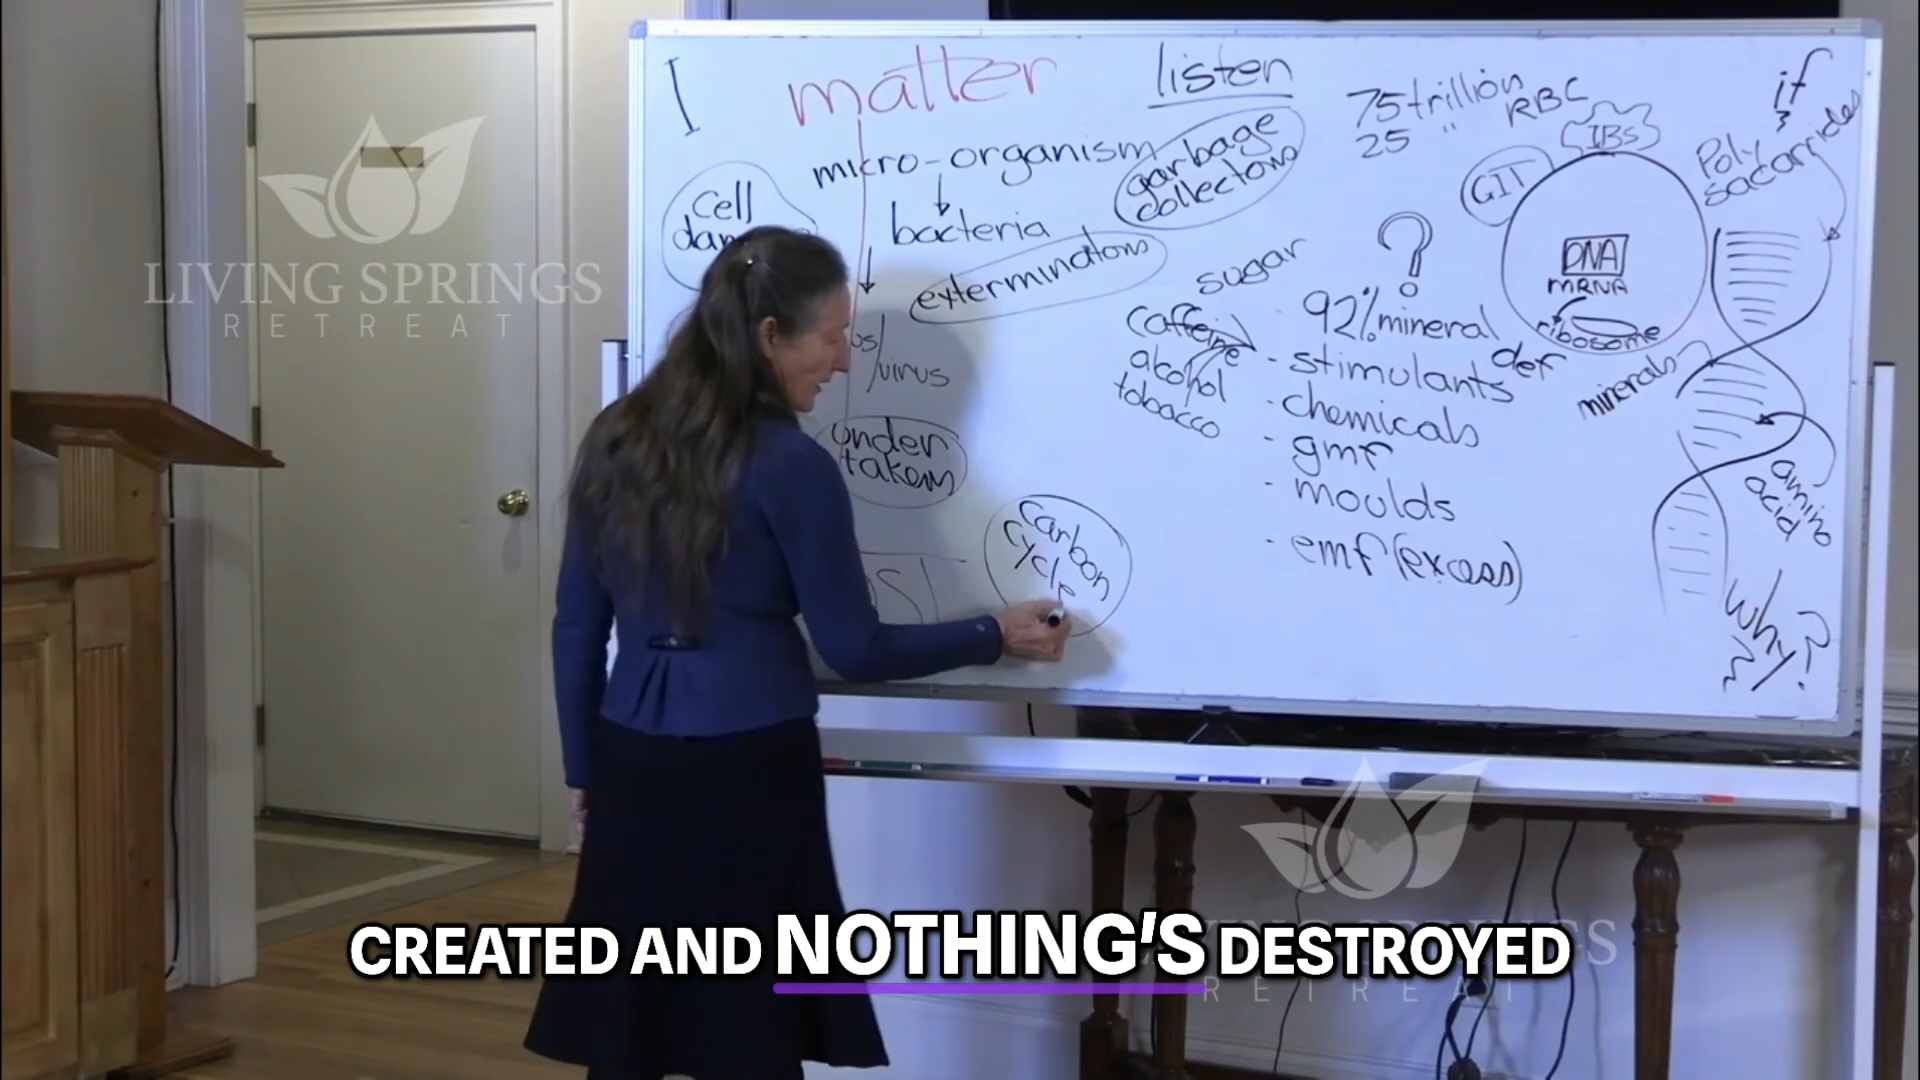 I matter listen
75 trillion RBC
25 "
if
IBS
GIT
Poly
sacarrides
micro-organism
garbage
collectors
Cell
bacteria
exterminators
DNA
mRNA
ribosome
sugar
?
caffeine
alcohol
tobacco
92% mineral def
- stimulants
- chemicals
- gmf
- moulds
- emf (excess)
minerals
amino
acid
why?
/virus
under
takers
Carbon
cycle
LIVING SPRINGS
RETREAT
CREATED AND NOTHING'S DESTROYED
RETREAT